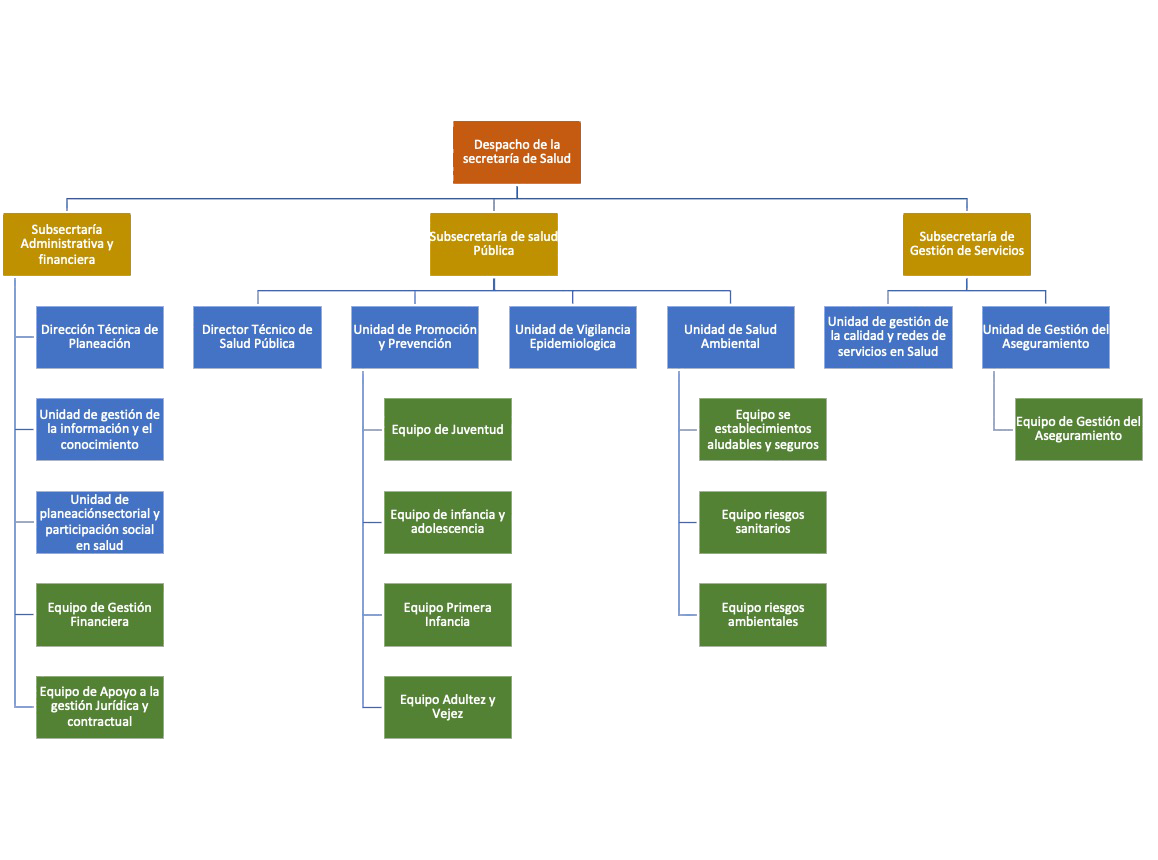 Despacho de la
secretaría de Salud
Subsecrtaría
Administrativa y
financiera
Subsecretaría de salud
Pública
Subsecretaría de
Gestión de Servicios
Dirección Técnica de
Planeación
Director Técnico de
Salud Pública
Unidad de Promoción
y Prevención
Unidad de Vigilancia
Epidemiologica
Unidad de Salud
Ambiental
Unidad de gestión de
la calidad y redes de
servicios en Salud
Unidad de Gestión del
Aseguramiento
Unidad de gestión de
la información y el
conocimiento
Equipo de Juventud
Equipo se
establecimientos
aludables y seguros
Equipo de Gestión del
Aseguramiento
Unidad de
planeaciónsectorial y
participación social
en salud
Equipo de infancia y
adolescencia
Equipo riesgos
sanitarios
Equipo de Gestión
Financiera
Equipo Primera
Infancia
Equipo riesgos
ambientales
Equipo de Apoyo a la
gestión Jurídica y
contractual
Equipo Adultez y
Vejez